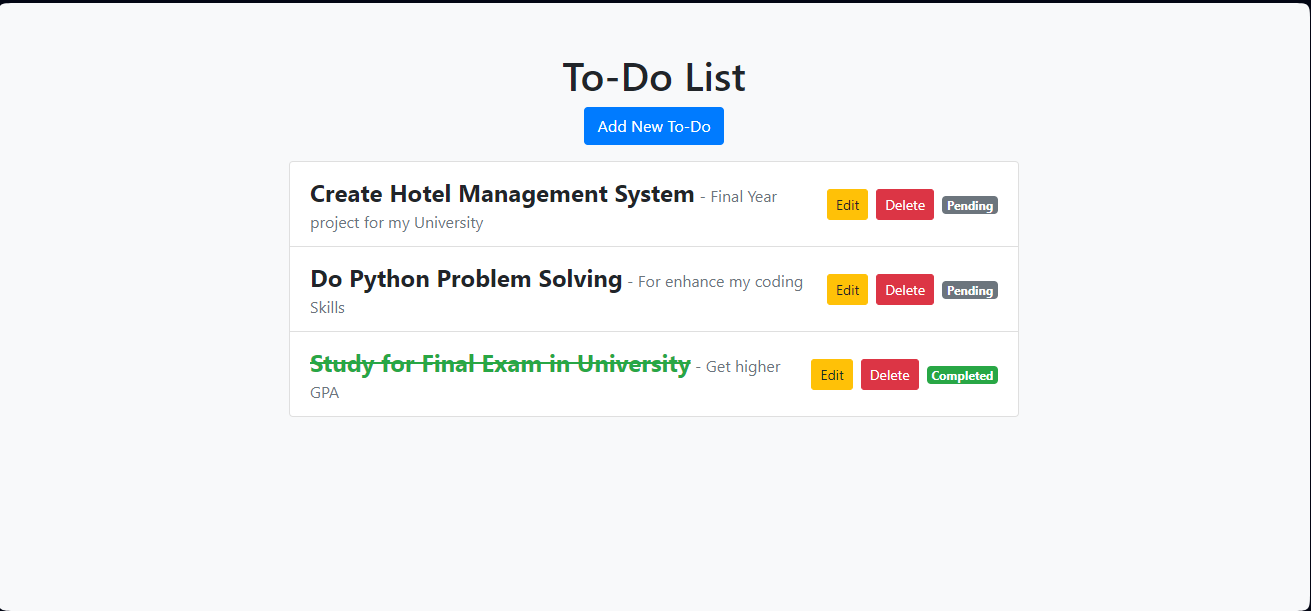 To-Do List
Add New To-Do
Create Hotel Management System - Final Year
project for my University
Edit Delete Pending
Do Python Problem Solving - For enhance my coding
Skills
Edit Delete Pending
Study for Final Exam in University - Get higher
GPA
Edit Delete Completed